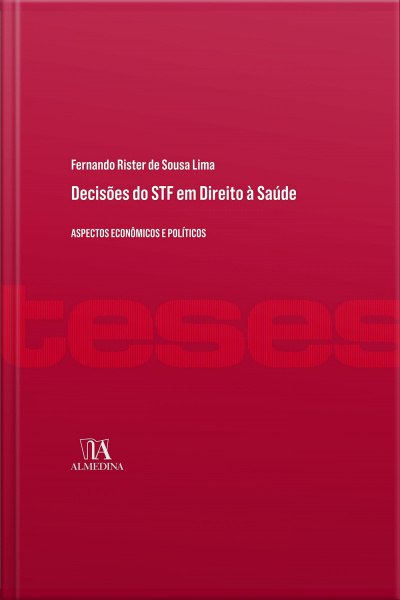 Fernando Rister de Sousa Lima
Decisões do STF em Direito à Saúde
ASPECTOS ECONÔMICOS E POLÍTICOS
teses
ALMEDINA